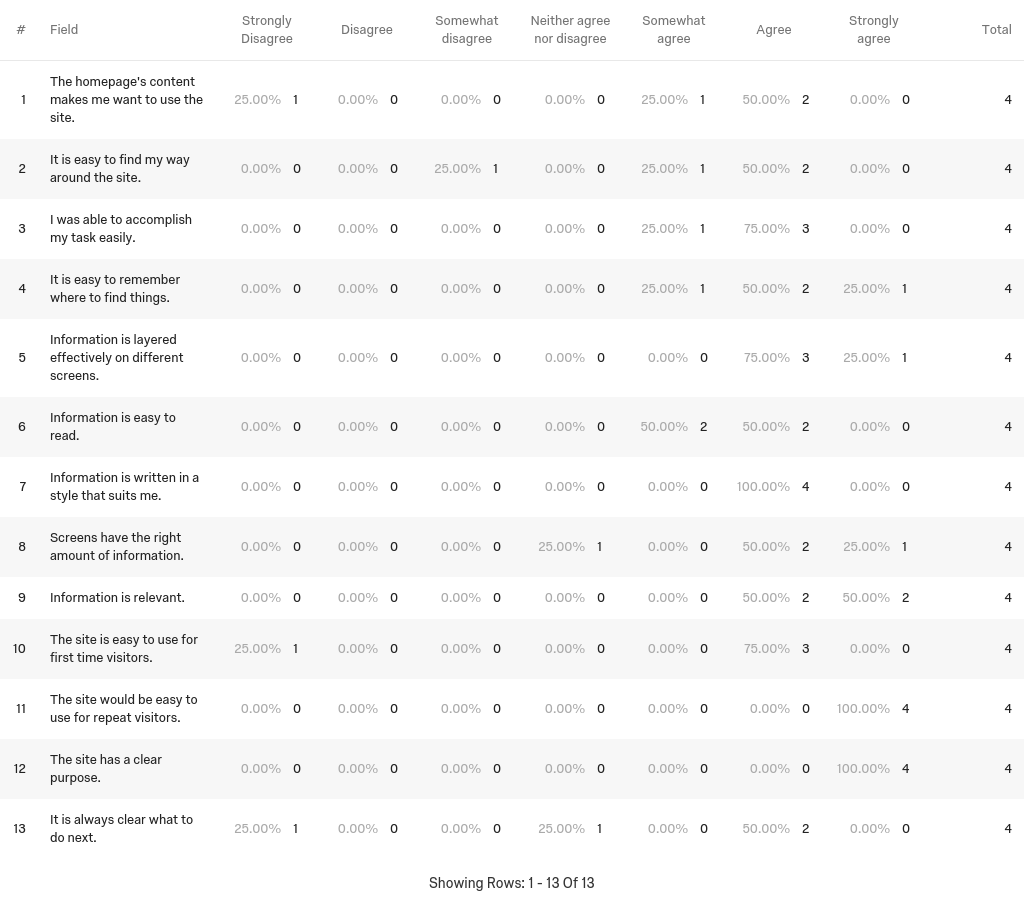 # Field Strongly Disagree Disagree Somewhat disagree Neither agree nor disagree Somewhat agree Agree Strongly agree Total
1 The homepage's content makes me want to use the site. 25.00% 1 0.00% 0 0.00% 0 0.00% 0 25.00% 1 50.00% 2 0.00% 0 4
2 It is easy to find my way around the site. 0.00% 0 0.00% 0 25.00% 1 0.00% 0 25.00% 1 50.00% 2 0.00% 0 4
3 I was able to accomplish my task easily. 0.00% 0 0.00% 0 0.00% 0 0.00% 0 25.00% 1 75.00% 3 0.00% 0 4
4 It is easy to remember where to find things. 0.00% 0 0.00% 0 0.00% 0 0.00% 0 25.00% 1 50.00% 2 25.00% 1 4
5 Information is layered effectively on different screens. 0.00% 0 0.00% 0 0.00% 0 0.00% 0 0.00% 0 75.00% 3 25.00% 1 4
6 Information is easy to read. 0.00% 0 0.00% 0 0.00% 0 0.00% 0 50.00% 2 50.00% 2 0.00% 0 4
7 Information is written in a style that suits me. 0.00% 0 0.00% 0 0.00% 0 0.00% 0 0.00% 0 100.00% 4 0.00% 0 4
8 Screens have the right amount of information. 0.00% 0 0.00% 0 0.00% 0 25.00% 1 0.00% 0 50.00% 2 25.00% 1 4
9 Information is relevant. 0.00% 0 0.00% 0 0.00% 0 0.00% 0 0.00% 0 50.00% 2 50.00% 2 4
10 The site is easy to use for first time visitors. 25.00% 1 0.00% 0 0.00% 0 0.00% 0 0.00% 0 75.00% 3 0.00% 0 4
11 The site would be easy to use for repeat visitors. 0.00% 0 0.00% 0 0.00% 0 0.00% 0 0.00% 0 0.00% 0 100.00% 4 4
12 The site has a clear purpose. 0.00% 0 0.00% 0 0.00% 0 0.00% 0 0.00% 0 0.00% 0 100.00% 4 4
13 It is always clear what to do next. 25.00% 1 0.00% 0 0.00% 0 25.00% 1 0.00% 0 50.00% 2 0.00% 0 4
Showing Rows: 1 - 13 Of 13